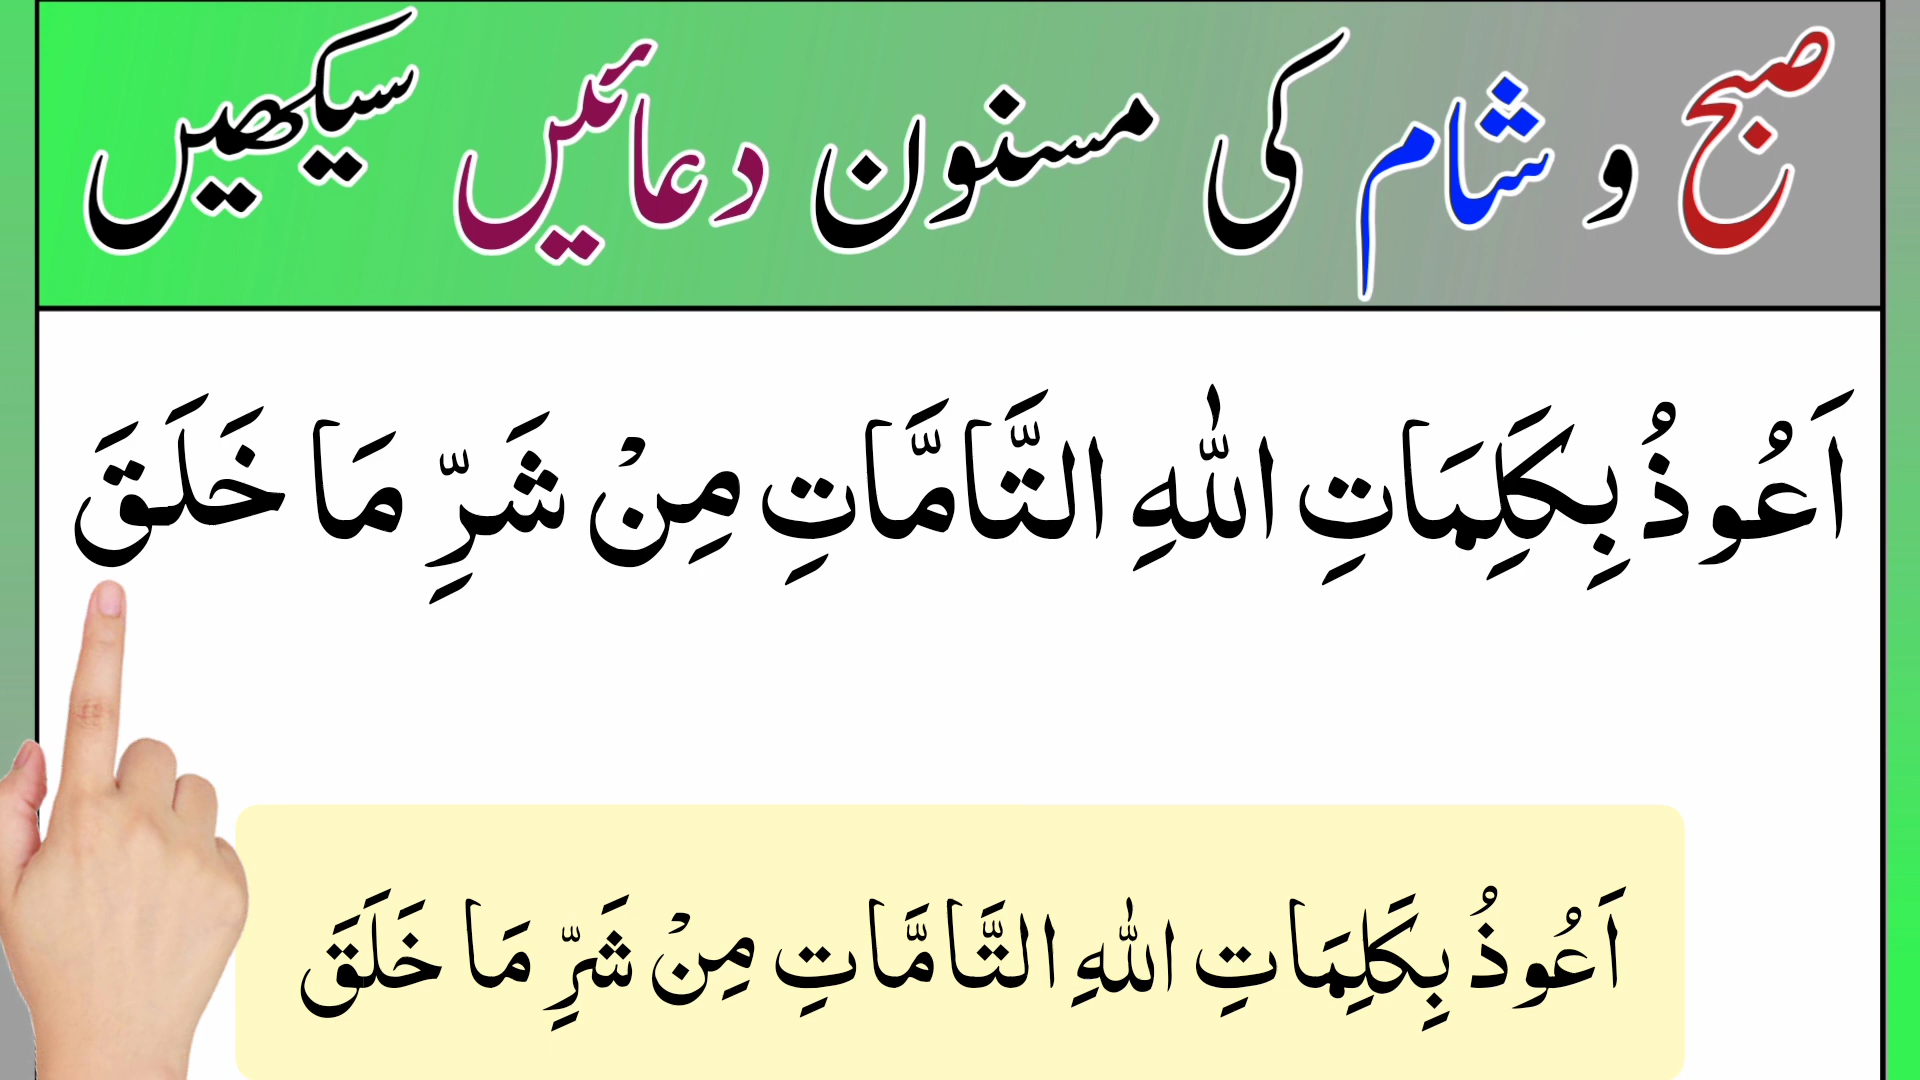 صبح و شام کی مسنون دعائیں سیکھیں
اَعُوذُ بِكَلِمَاتِ اللّٰهِ التَّامَّاتِ مِنْ شَرِّ مَا خَلَقَ
اَعُوذُ بِكَلِمَاتِ اللّٰهِ التَّامَّاتِ مِنْ شَرِّ مَا خَلَقَ